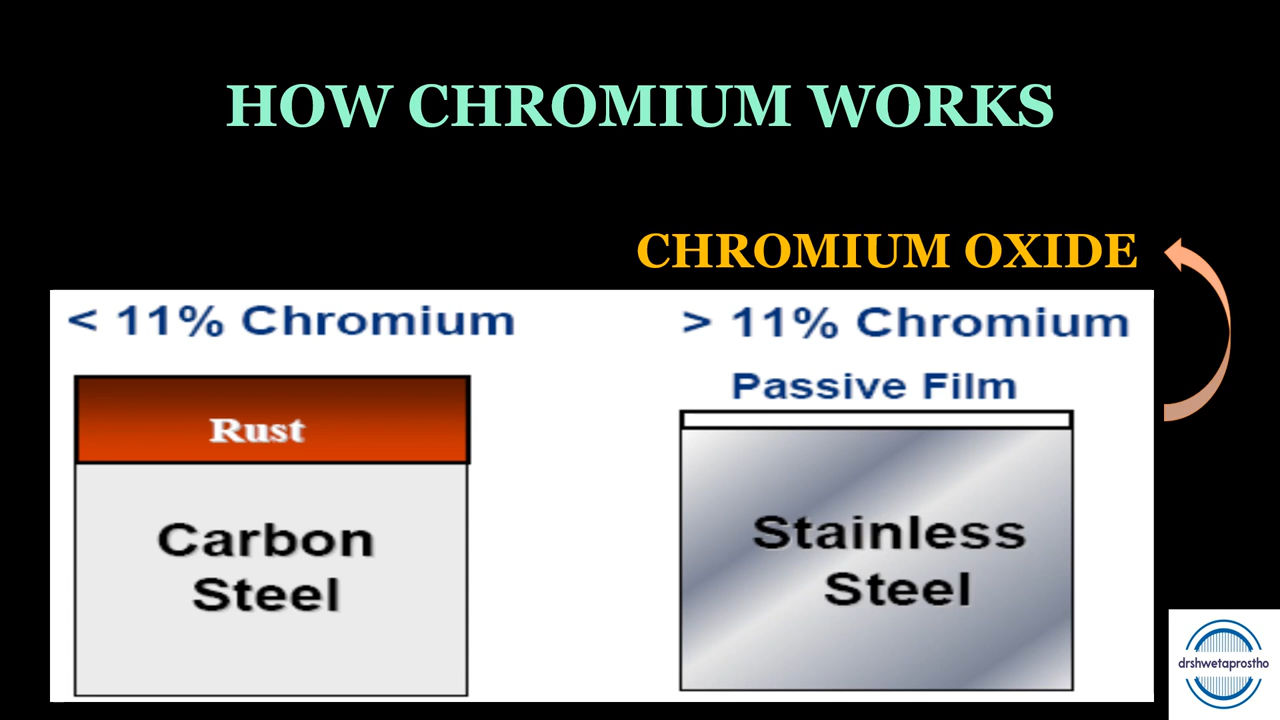 HOW CHROMIUM WORKS
CHROMIUM OXIDE
< 11% Chromium
Rust
Carbon
Steel
> 11% Chromium
Passive Film
Stainless
Steel
drshwetaprostho